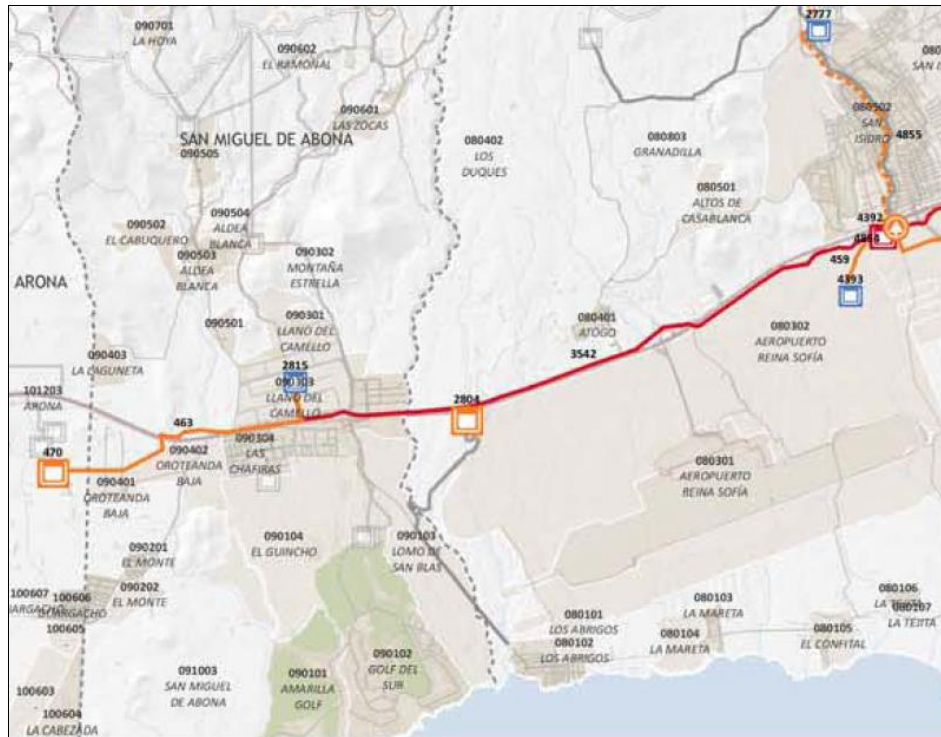 090701
LA HOYA
090602
EL RAMONAL
2777
090601
LAS ZOCAS
SAN MIGUEL DE ABONA
080402
LOS
DUQUES
080803
GRANADILLA
080502
SAN
ISIDRO
4855
090505
080501
ALTOS DE
CASABLANCA
090502
EL CABUQUERO
090504
ALDEA
BLANCA
090503
ALDEA
BLANCA
090302
MONTAÑA
ESTRELLA
4392
4864
459
4393
ARONA
090501
090301
LLANO DEL
CAMELLO
080401
ATOGO
080302
AEROPUERTO
REINA SOFÍA
090403
LA LAGUNETA
3542
2815
090303
LLANO DEL
CAMELLO
101203
ARONA
2804
463
470
090304
LAS
CHAFIRAS
090402
OROTEANDA
BAJA
090401
OROTEANDA
BAJA
080301
AEROPUERTO
REINA SOFÍA
090104
EL GUINCHO
090103
LOMO DE
SAN BLAS
090201
EL MONTE
090202
EL MONTE
100607
100606
100605
080101
LOS ABRIGOS
080102
LOS ABRIGOS
080103
LA MARETA
080104
LA MARETA
080105
EL CONFITAL
080106
LA TEJITA
080107
LA TEJITA
091003
SAN MIGUEL
DE ABONA
090101
AMARILLA
GOLF
090102
GOLF DEL
SUR
100603
100604
LA CABEZADA